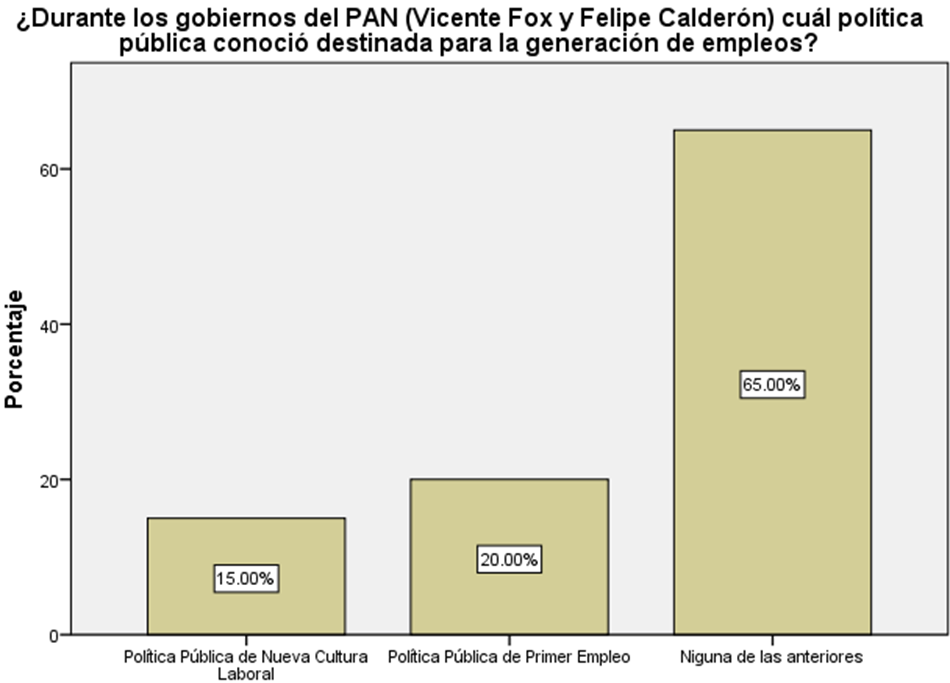 ¿Durante los gobiernos del PAN (Vicente Fox y Felipe Calderón) cuál política
pública conoció destinada para la generación de empleos?
Porcentaje
60
40
20
0
15.00%
20.00%
65.00%
Política Pública de Nueva Cultura
Laboral
Política Pública de Primer Empleo
Niguna de las anteriores